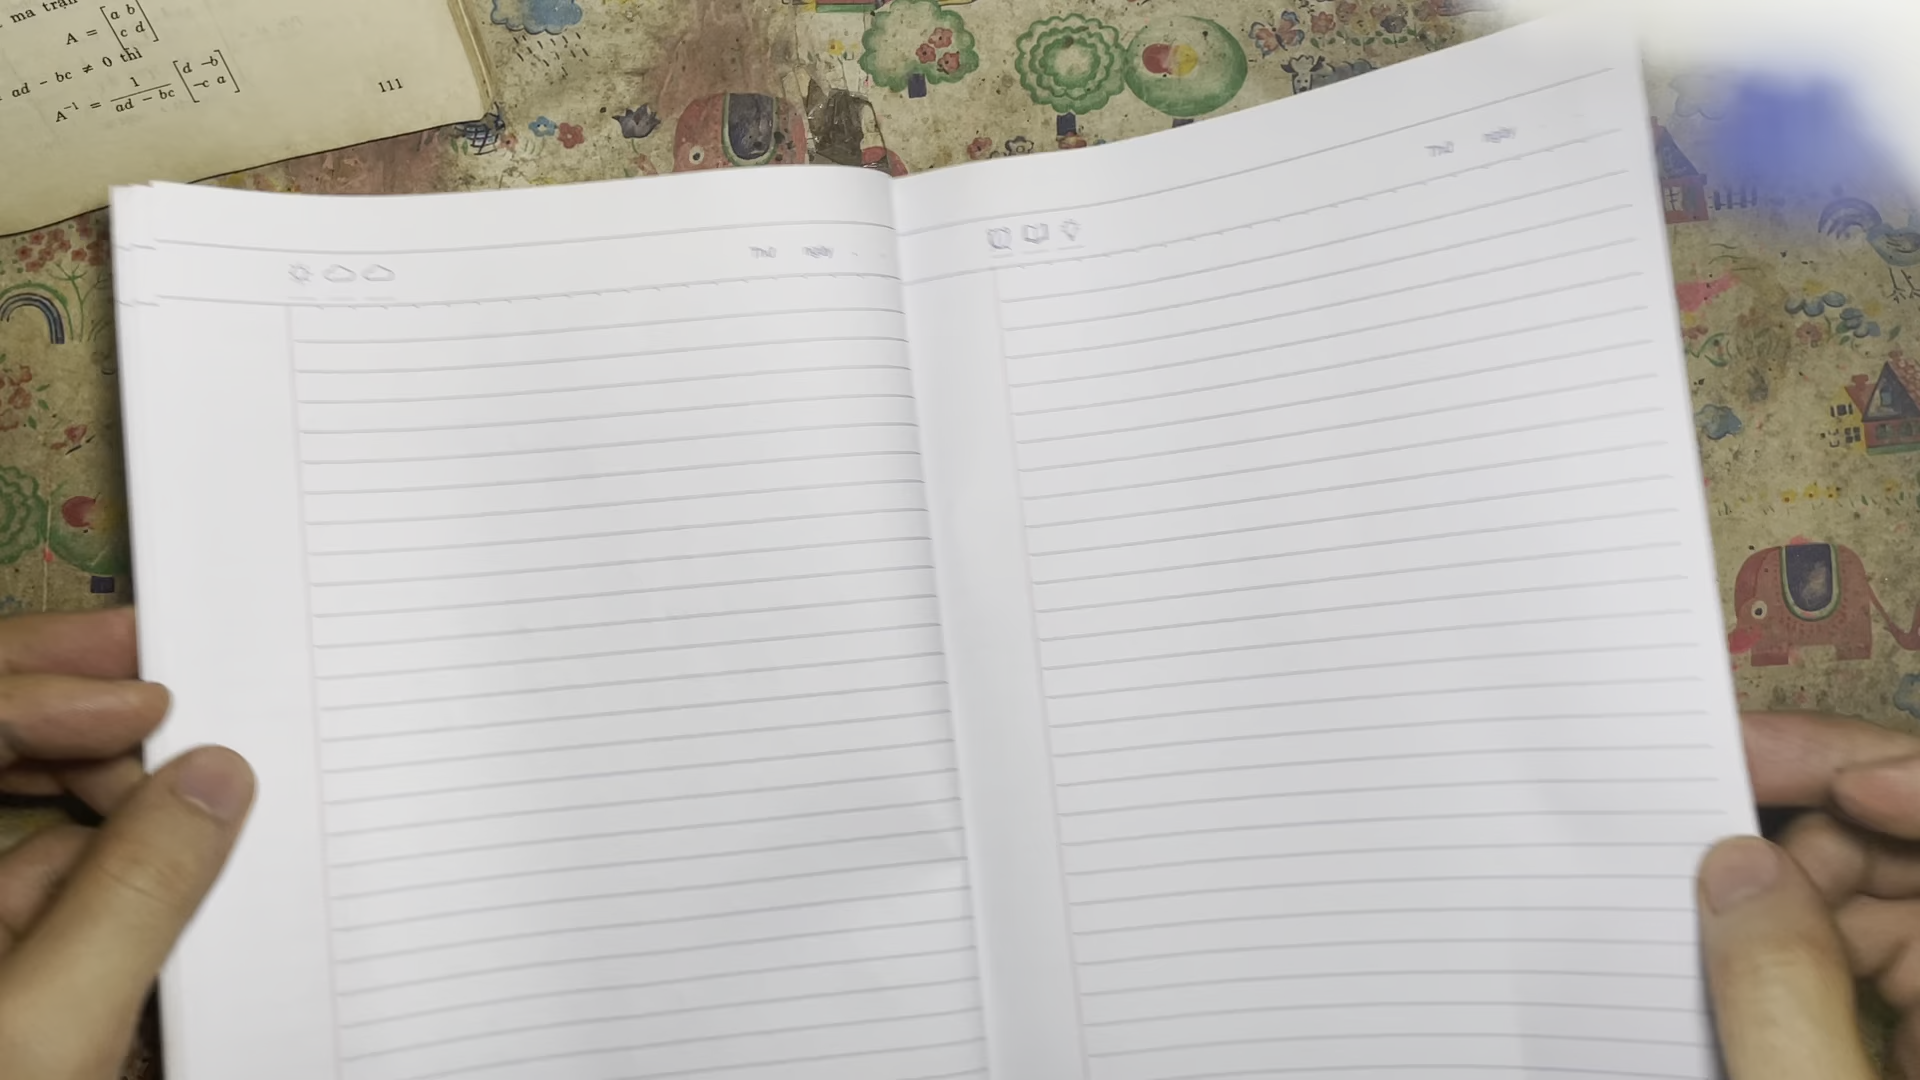 ma trận
A = [a b
c d]
ad - bc ≠ 0 thì
A⁻¹ = 1/(ad - bc) [d -b
-c a]
111
Thứ ngày
Thứ ngày